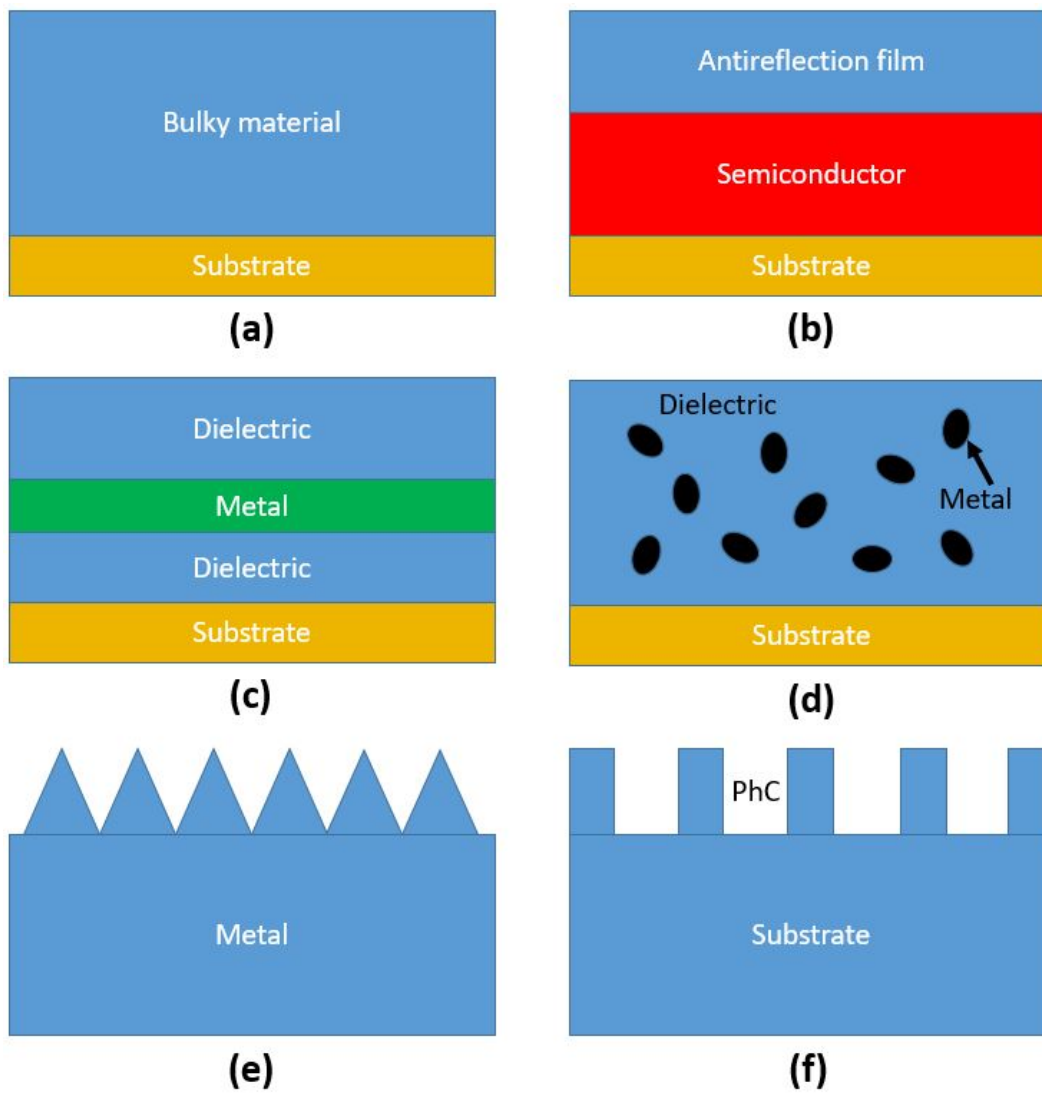 Bulky material
Substrate
(a)
Antireflection film
Semiconductor
Substrate
(b)
Dielectric
Metal
Dielectric
Substrate
(c)
Dielectric
Metal
Substrate
(d)
Metal
(e)
PhC
Substrate
(f)